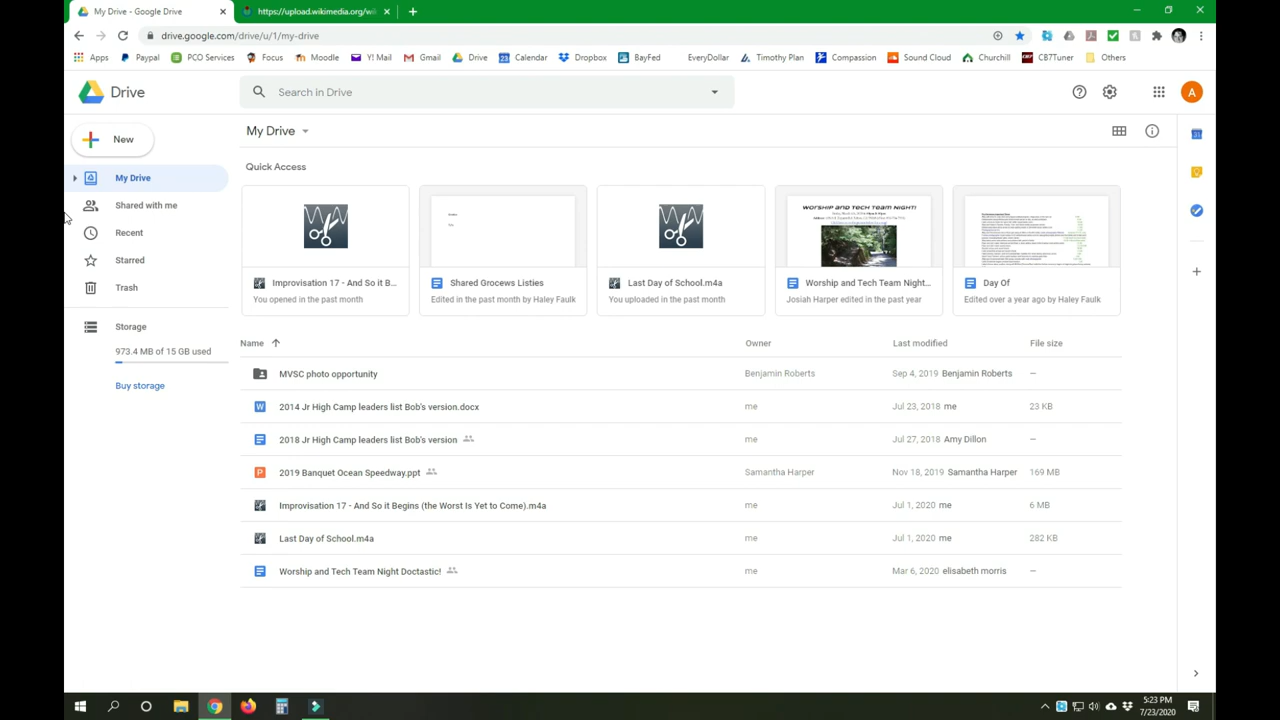 My Drive - Google Drive
https://upload.wikimedia.org/wi
drive.google.com/drive/u/1/my-drive
Apps Paypal PCO Services Focus Moodle Y! Mail Gmail Drive Calendar Dropbox BayFed EveryDollar Timothy Plan Compassion Sound Cloud Churchill CB7Tuner Others
Drive
Search in Drive
A
New
My Drive
Shared with me
Recent
Starred
Trash
Storage
973.4 MB of 15 GB used
Buy storage
My Drive
Quick Access
WORSHIP AND TECH TEAM NIGHT!
Improvisation 17 - And So it B...
You opened in the past month
Shared Grocews Listies
Edited in the past month by Haley Faulk
Last Day of School.m4a
You uploaded in the past month
Worship and Tech Team Night...
Josiah Harper edited in the past year
Day Of
Edited over a year ago by Haley Faulk
Name Owner Last modified File size
MVSC photo opportunity Benjamin Roberts Sep 4, 2019 Benjamin Roberts –
2014 Jr High Camp leaders list Bob's version.docx me Jul 23, 2018 me 23 KB
2018 Jr High Camp leaders list Bob's version me Jul 27, 2018 Amy Dillon –
2019 Banquet Ocean Speedway.ppt Samantha Harper Nov 18, 2019 Samantha Harper 169 MB
Improvisation 17 - And So it Begins (the Worst Is Yet to Come).m4a me Jul 1, 2020 me 6 MB
Last Day of School.m4a me Jul 1, 2020 me 282 KB
Worship and Tech Team Night Doctastic! me Mar 6, 2020 elisabeth morris –
5:23 PM
7/23/2020